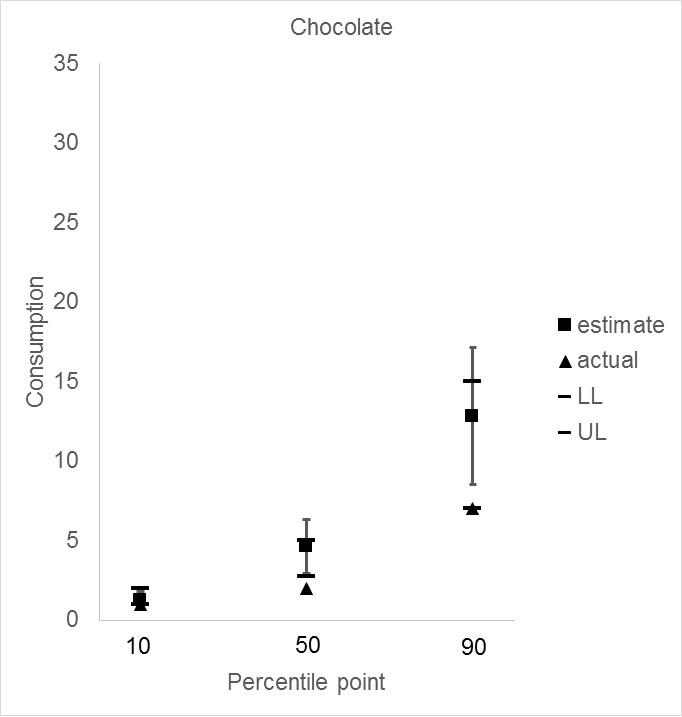 Chocolate
35
30
25
20
15
10
5
0
Consumption
10 50 90
Percentile point
estimate
actual
LL
UL